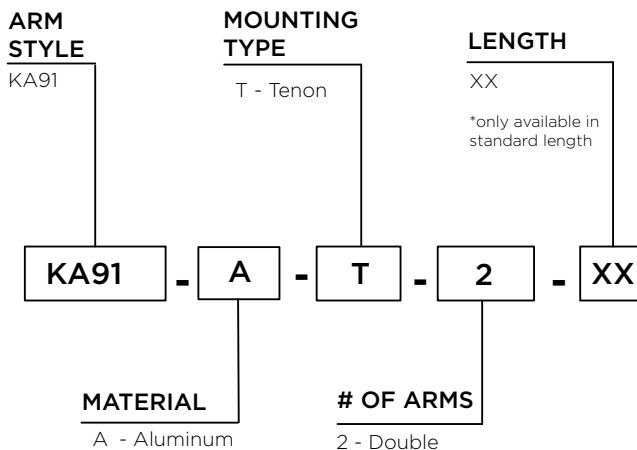 ARM
STYLE
KA91
MOUNTING
TYPE
T - Tenon
LENGTH
XX
*only available in
standard length
KA91 - A - T - 2 - XX
MATERIAL
A - Aluminum
# OF ARMS
2 - Double